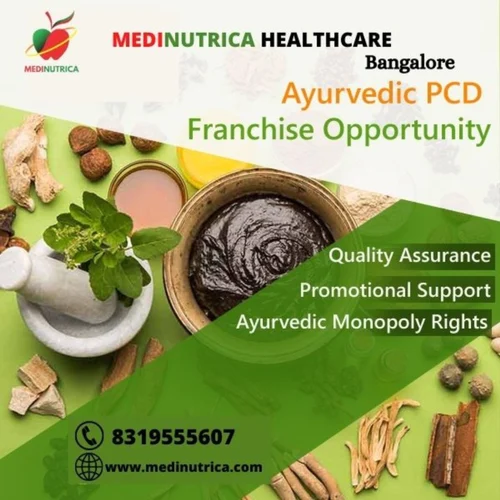 MEDINUTRICA
MEDINUTRICA HEALTHCARE
Bangalore
Ayurvedic PCD
Franchise Opportunity
Quality Assurance
Promotional Support
Ayurvedic Monopoly Rights
8319555607
www.medinutrica.com